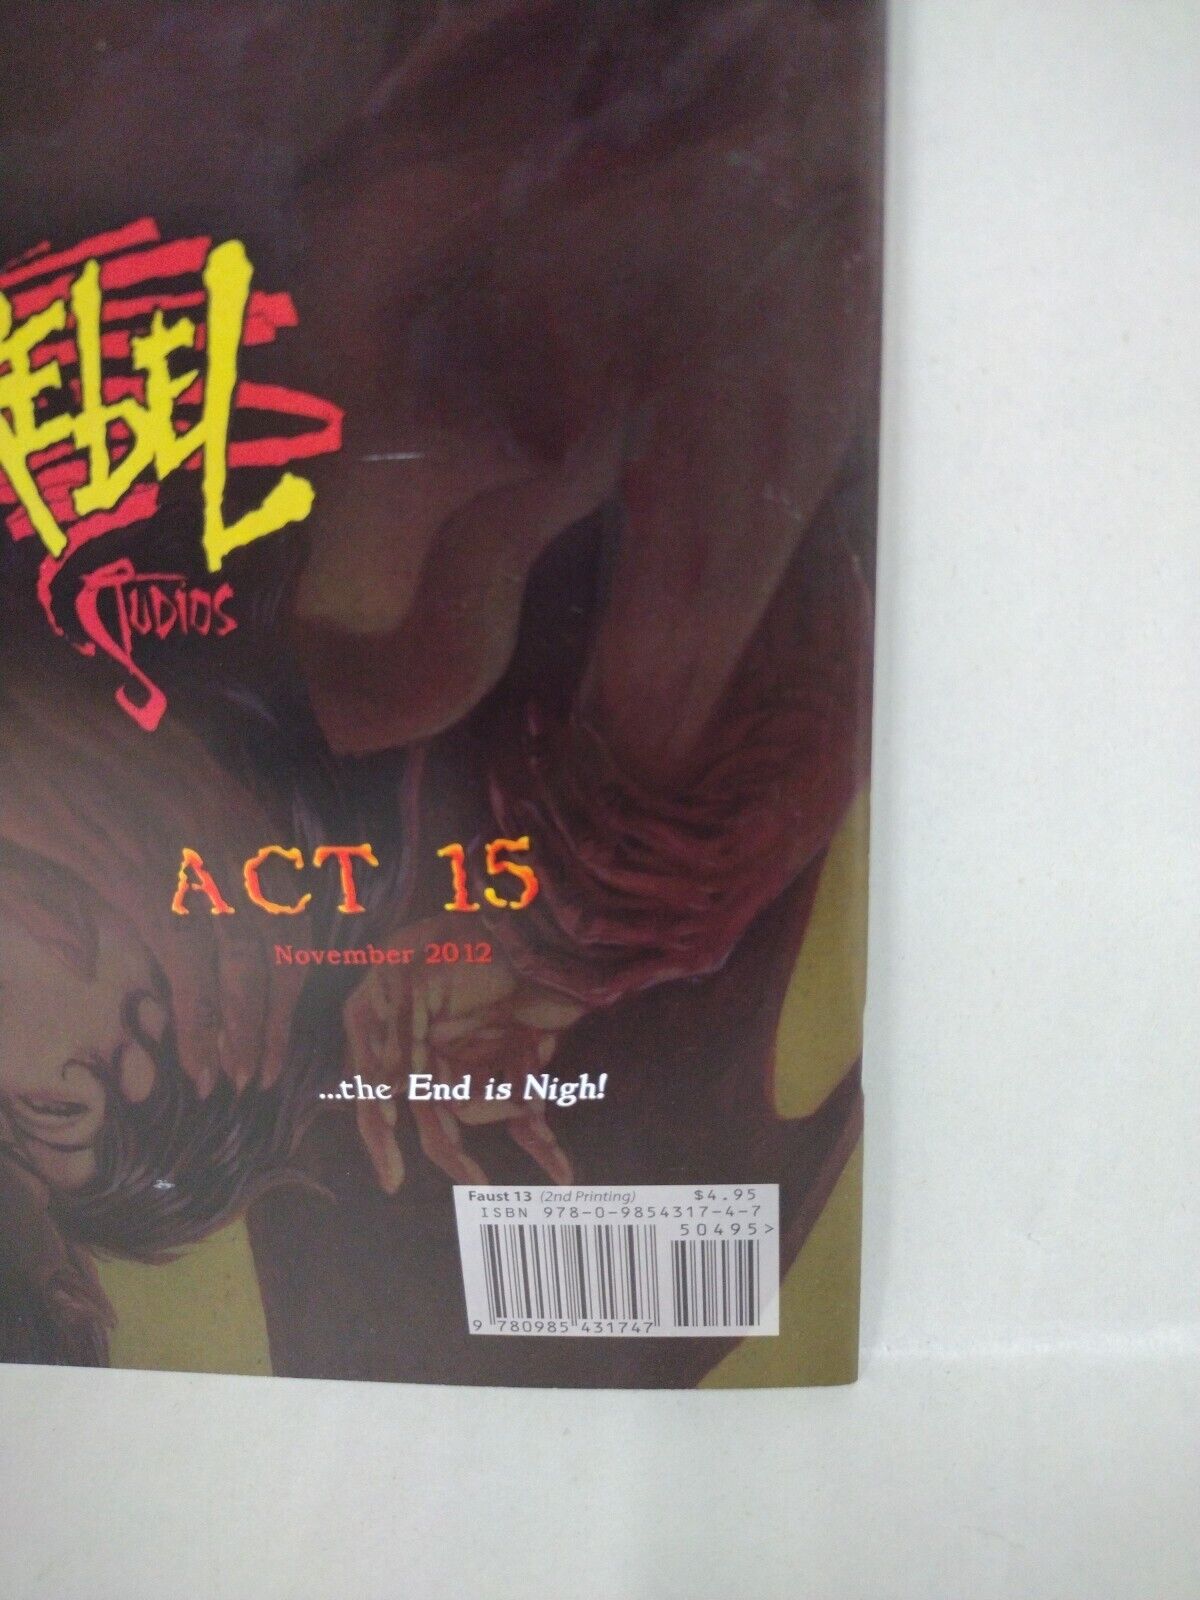 REBEL
STUDIOS
ACT 15
November 2012
...the End is Nigh!
Faust 13 (2nd Printing) $4.95
ISBN 978-0-9854317-4-7
50495>
9 780985 431747